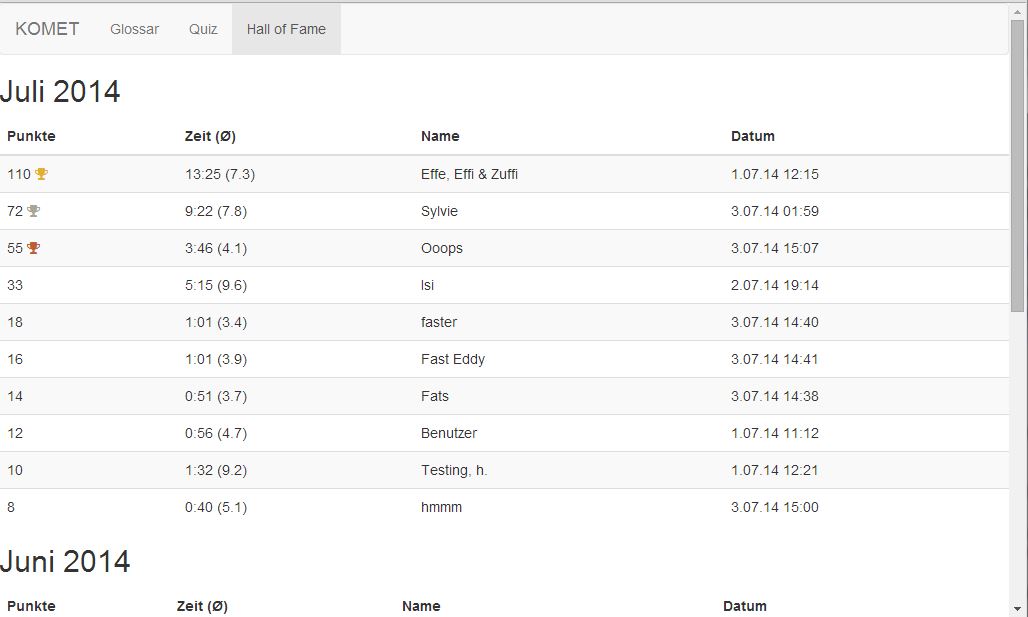 KOMET Glossar Quiz Hall of Fame
Juli 2014
Punkte Zeit (Ø) Name Datum
110 13:25 (7.3) Effe, Effi & Zuffi 1.07.14 12:15
72 9:22 (7.8) Sylvie 3.07.14 01:59
55 3:46 (4.1) Ooops 3.07.14 15:07
33 5:15 (9.6) Isi 2.07.14 19:14
18 1:01 (3.4) faster 3.07.14 14:40
16 1:01 (3.9) Fast Eddy 3.07.14 14:41
14 0:51 (3.7) Fats 3.07.14 14:38
12 0:56 (4.7) Benutzer 1.07.14 11:12
10 1:32 (9.2) Testing, h. 1.07.14 12:21
8 0:40 (5.1) hmmm 3.07.14 15:00
Juni 2014
Punkte Zeit (Ø) Name Datum